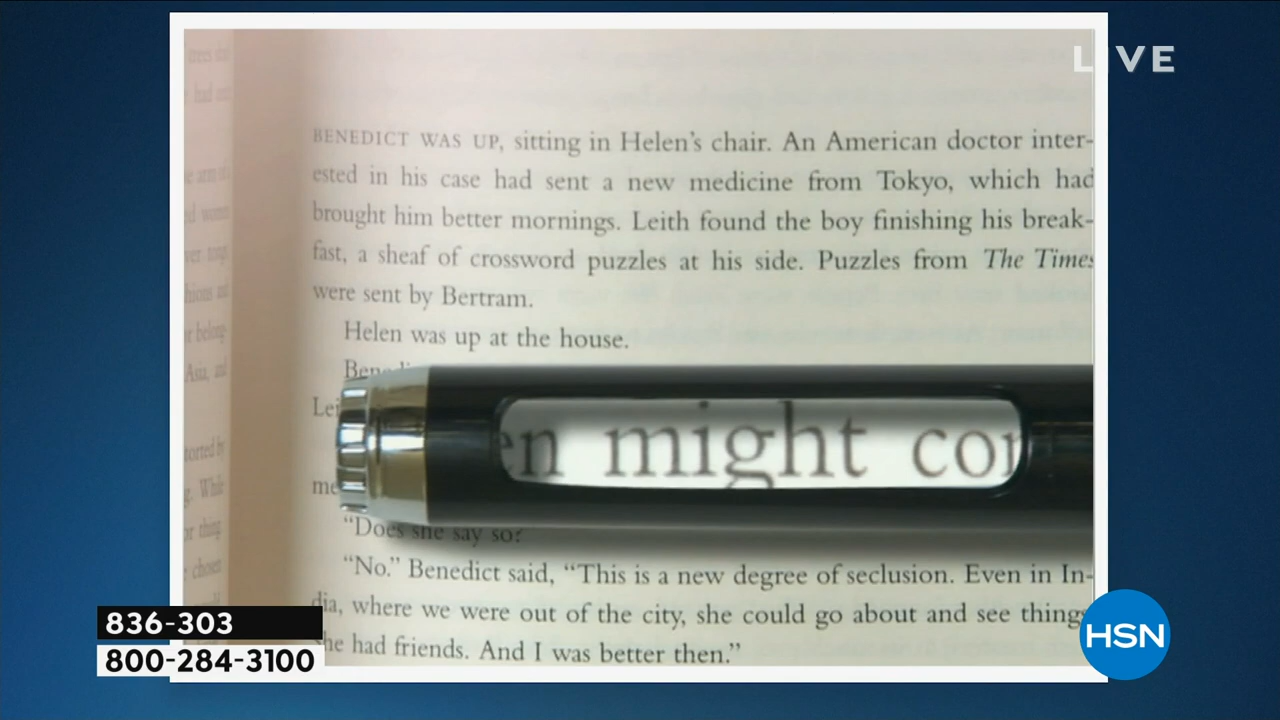 LIVE
BENEDICT WAS UP, sitting in Helen's chair. An American doctor inter-
ested in his case had sent a new medicine from Tokyo, which had
brought him better mornings. Leith found the boy finishing his break-
fast, a sheaf of crossword puzzles at his side. Puzzles from The Times
were sent by Bertram.
Helen was up at the house.
en might con
"Does she say so?
"No." Benedict said, "This is a new degree of seclusion. Even in In-
dia, where we were out of the city, she could go about and see things
she had friends. And I was better then."
836-303
800-284-3100
HSN